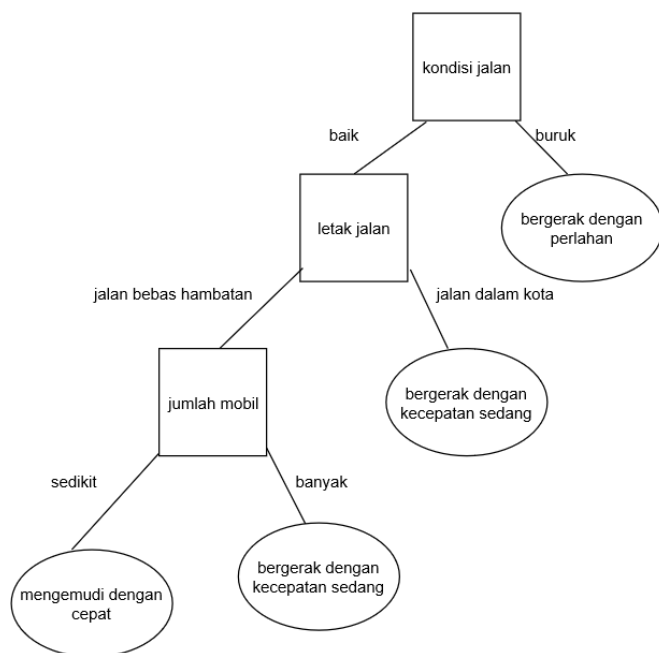 kondisi jalan
baik
buruk
letak jalan
bergerak dengan
perlahan
jalan bebas hambatan
jalan dalam kota
jumlah mobil
bergerak dengan
kecepatan sedang
sedikit
banyak
mengemudi dengan
cepat
bergerak dengan
kecepatan sedang